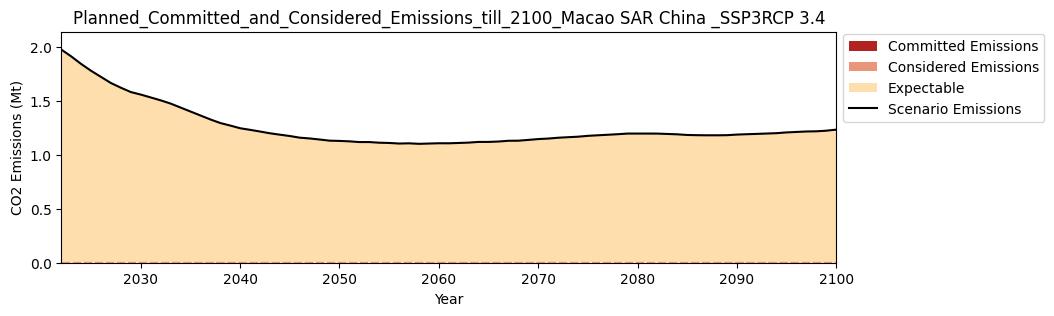 Planned_Committed_and_Considered_Emissions_till_2100_Macao SAR China _SSP3RCP 3.4
Committed Emissions
Considered Emissions
Expectable
Scenario Emissions
CO2 Emissions (Mt)
2.0
1.5
1.0
0.5
0.0
2030 2040 2050 2060 2070 2080 2090 2100
Year